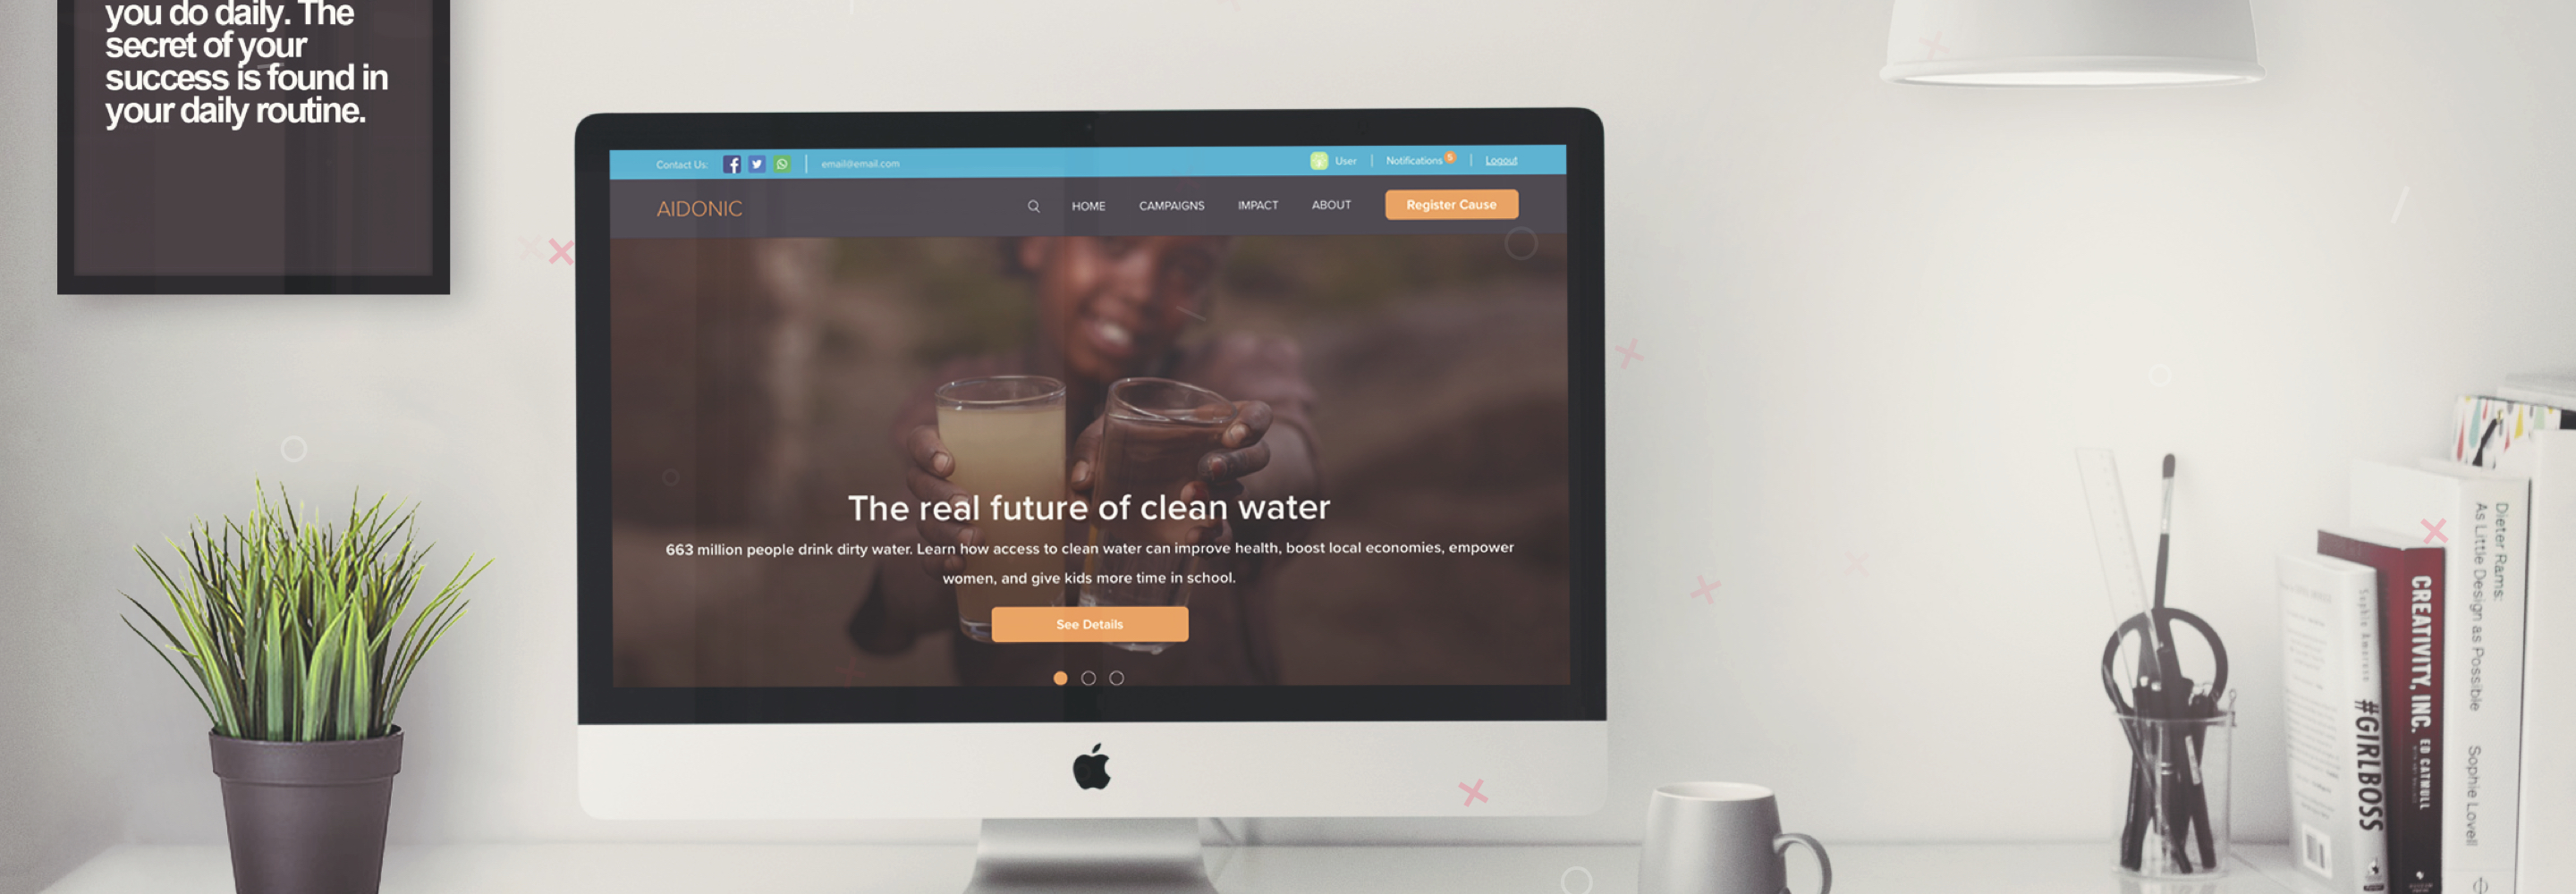 you do daily. The
secret of your
success is found in
your daily routine.
Contact Us:
email@email.com
User
Notifications
5
Logout
AIDONIC
HOME
CAMPAIGNS
IMPACT
ABOUT
Register Cause
The real future of clean water
663 million people drink dirty water. Learn how access to clean water can improve health, boost local economies, empower
women, and give kids more time in school.
See Details
Sophia Amoruso
#GIRLBOSS
CREATIVITY, INC.
ED CATMULL
Dieter Rams:
As Little Design as Possible
Sophie Lovell